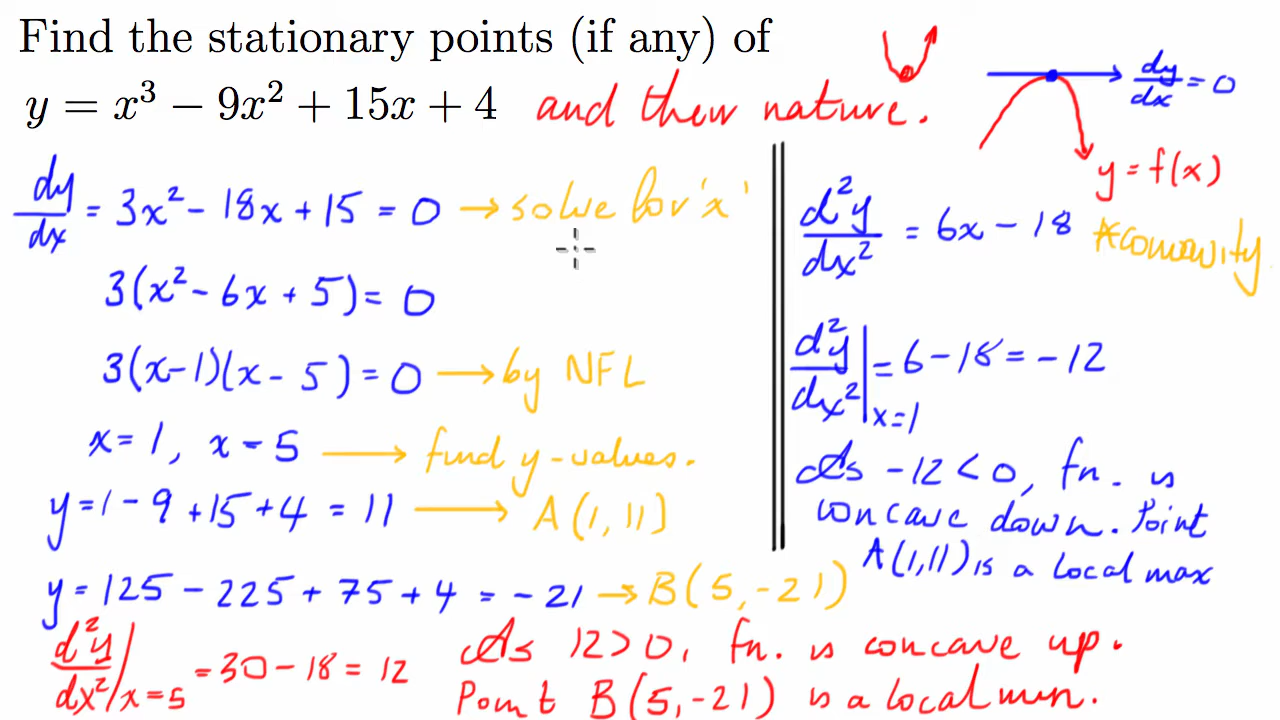 Find the stationary points (if any) of
y = x³ − 9x² + 15x + 4 and their nature.
dy/dx = 0
y = f(x)
dy/dx = 3x² − 18x + 15 = 0 → solve for 'x'
3(x² − 6x + 5) = 0
3(x−1)(x − 5) = 0 → by NFL
x = 1, x = 5 → find y-values.
y = 1 − 9 + 15 + 4 = 11 → A(1, 11)
y = 125 − 225 + 75 + 4 = −21 → B(5, −21)
d²y/dx² = 6x − 18 *concavity
d²y/dx² |x=1 = 6 − 18 = −12
As −12 < 0, fn. is
concave down. Point
A(1,11) is a local max
d²y/dx² |x=5 = 30 − 18 = 12
As 12 > 0, fn. is concave up.
Point B(5, −21) is a local min.